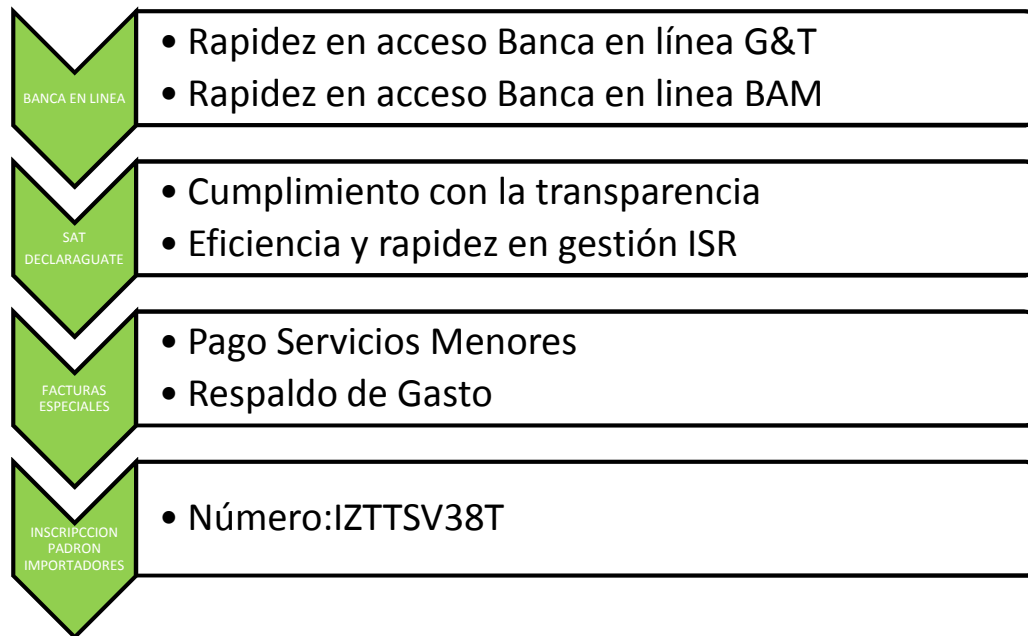 BANCA EN LINEA
• Rapidez en acceso Banca en línea G&T
• Rapidez en acceso Banca en linea BAM
SAT
DECLARAGUATE
• Cumplimiento con la transparencia
• Eficiencia y rapidez en gestión ISR
FACTURAS
ESPECIALES
• Pago Servicios Menores
• Respaldo de Gasto
INSCRIPCCION
PADRON
IMPORTADORES
• Número:IZTTSV38T